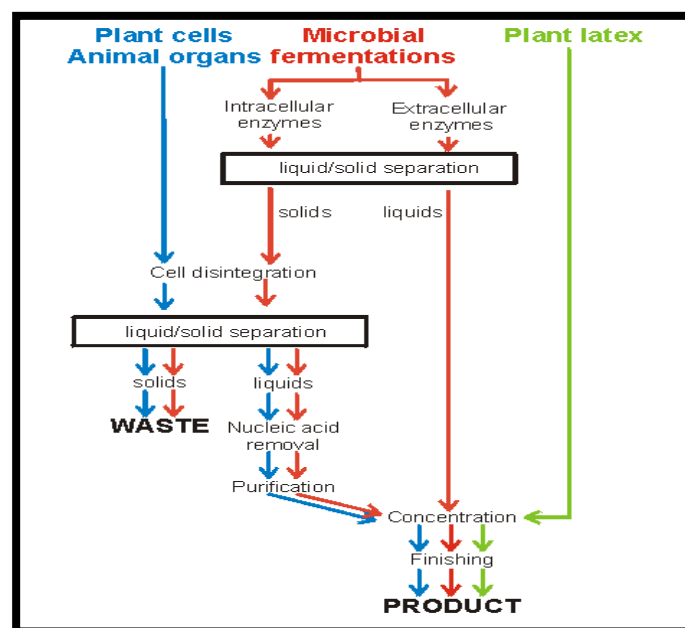 Plant cells
Animal organs
Microbial
fermentations
Plant latex
Intracellular
enzymes
Extracellular
enzymes
liquid/solid separation
solids
liquids
Cell disintegration
liquid/solid separation
solids
liquids
WASTE
Nucleic acid
removal
Purification
Concentration
Finishing
PRODUCT